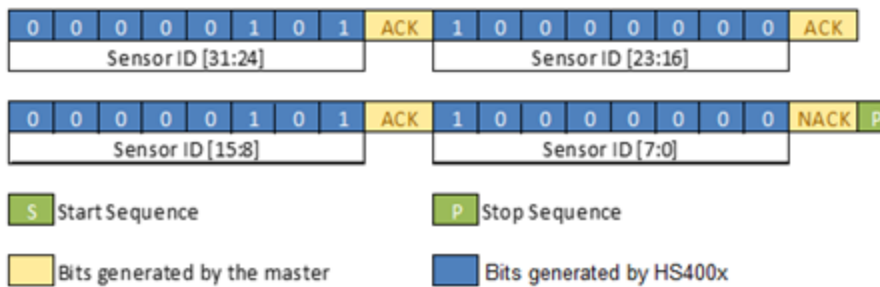 0 0 0 0 0 1 0 1 ACK 1 0 0 0 0 0 0 0 ACK
Sensor ID [31:24] Sensor ID [23:16]
0 0 0 0 0 1 0 1 ACK 1 0 0 0 0 0 0 0 NACK P
Sensor ID [15:8] Sensor ID [7:0]
S Start Sequence P Stop Sequence
Bits generated by the master Bits generated by HS400x